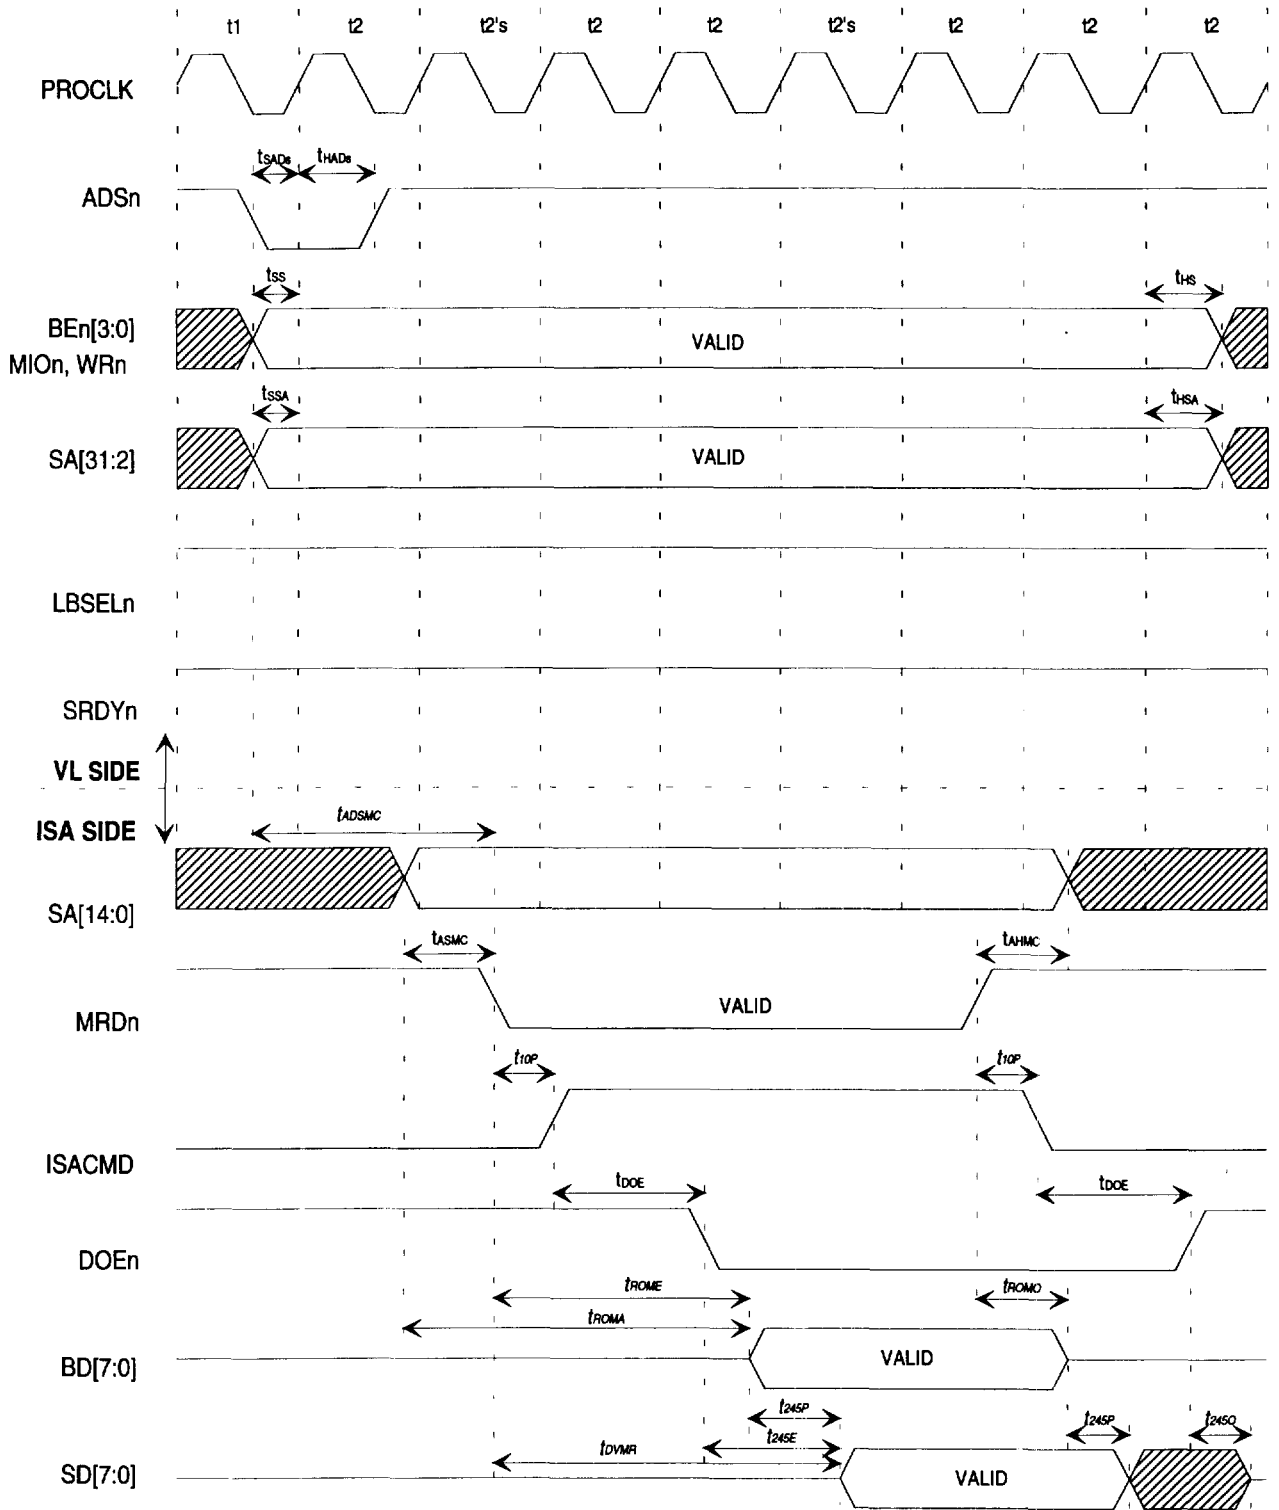 t1 t2 t2's t2 t2 t2's t2 t2 t2
PROCLK
tSADs tHADs
ADSn
tSS tHS
BEn[3:0]
VALID
MIOn, WRn
tSSA tHSA
SA[31:2] VALID
LBSELn
SRDYn
VL SIDE
ISA SIDE tADSMC
SA[14:0]
tASMC tAHMC
VALID
MRDn
t10P t10P
ISACMD
tDOE tDOE
DOEn
tROME tROMO
tROMA
BD[7:0] VALID
t245P t245P t245O
tDVMR t245E
SD[7:0] VALID